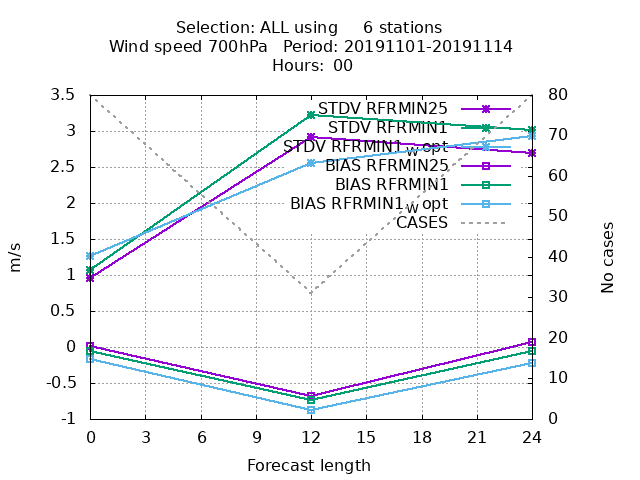 Selection: ALL using     6 stations
Wind speed 700hPa   Period: 20191101-20191114
Hours:  00
m/s
No cases
3.5
3
2.5
2
1.5
1
0.5
0
-0.5
-1
80
70
60
50
40
30
20
10
0
STDV RFRMIN25
STDV RFRMIN1
STDV RFRMIN1_wopt
BIAS RFRMIN25
BIAS RFRMIN1
BIAS RFRMIN1_wopt
CASES
0 3 6 9 12 15 18 21 24
Forecast length